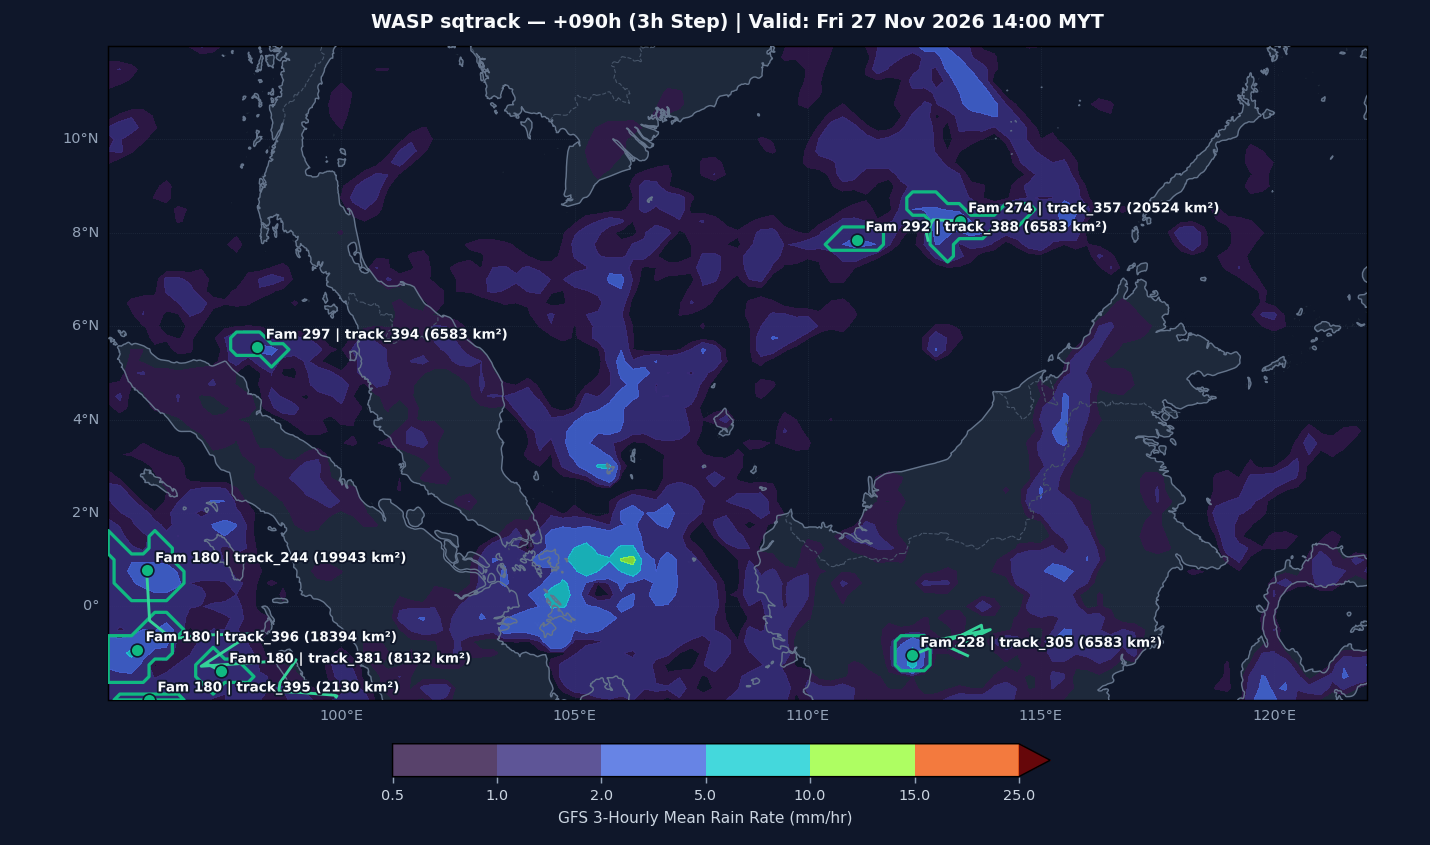 WASP sqtrack — +090h (3h Step) | Valid: Fri 27 Nov 2026 14:00 MYT
10°N
8°N
6°N
4°N
2°N
0°
Fam 274 | track_357 (20524 km²)
Fam 292 | track_388 (6583 km²)
Fam 297 | track_394 (6583 km²)
Fam 180 | track_244 (19943 km²)
Fam 180 | track_396 (18394 km²)
Fam 228 | track_305 (6583 km²)
Fam 180 | track_381 (8132 km²)
Fam 180 | track_395 (2130 km²)
100°E 105°E 110°E 115°E 120°E
0.5 1.0 2.0 5.0 10.0 15.0 25.0
GFS 3-Hourly Mean Rain Rate (mm/hr)